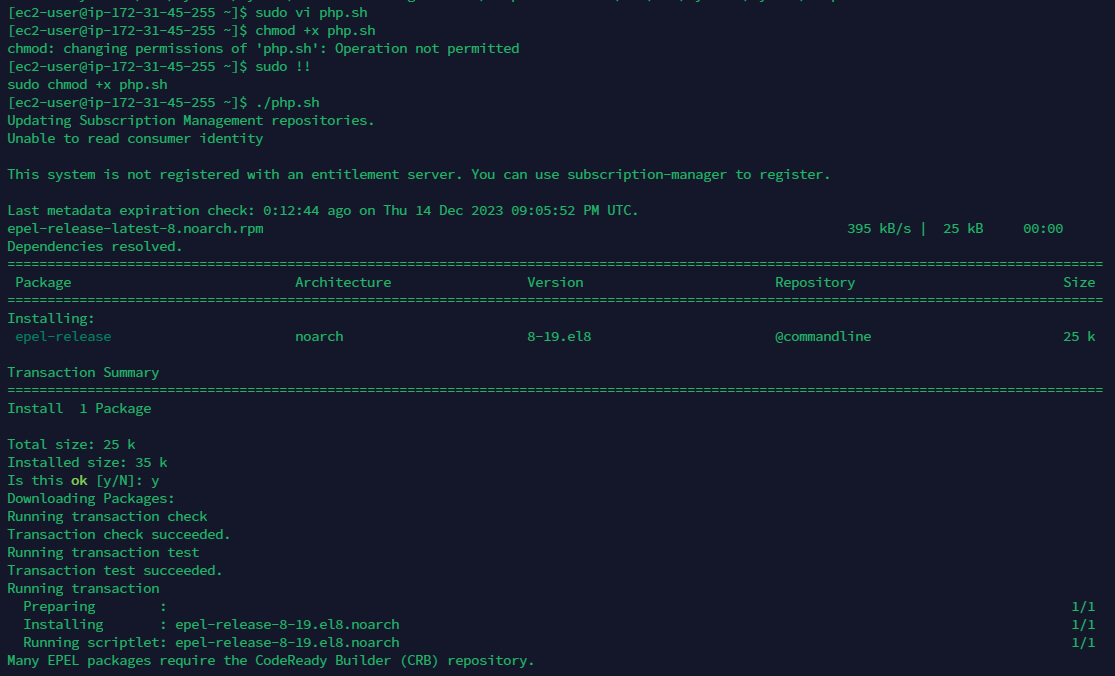 [ec2-user@ip-172-31-45-255 ~]$ sudo vi php.sh
[ec2-user@ip-172-31-45-255 ~]$ chmod +x php.sh
chmod: changing permissions of 'php.sh': Operation not permitted
[ec2-user@ip-172-31-45-255 ~]$ sudo !!
sudo chmod +x php.sh
[ec2-user@ip-172-31-45-255 ~]$ ./php.sh
Updating Subscription Management repositories.
Unable to read consumer identity
This system is not registered with an entitlement server. You can use subscription-manager to register.
Last metadata expiration check: 0:12:44 ago on Thu 14 Dec 2023 09:05:52 PM UTC.
epel-release-latest-8.noarch.rpm 395 kB/s | 25 kB 00:00
Dependencies resolved.
Package Architecture Version Repository Size
Installing:
epel-release noarch 8-19.el8 @commandline 25 k
Transaction Summary
Install 1 Package
Total size: 25 k
Installed size: 35 k
Is this ok [y/N]: y
Downloading Packages:
Running transaction check
Transaction check succeeded.
Running transaction test
Transaction test succeeded.
Running transaction
Preparing : 1/1
Installing : epel-release-8-19.el8.noarch 1/1
Running scriptlet: epel-release-8-19.el8.noarch 1/1
Many EPEL packages require the CodeReady Builder (CRB) repository.